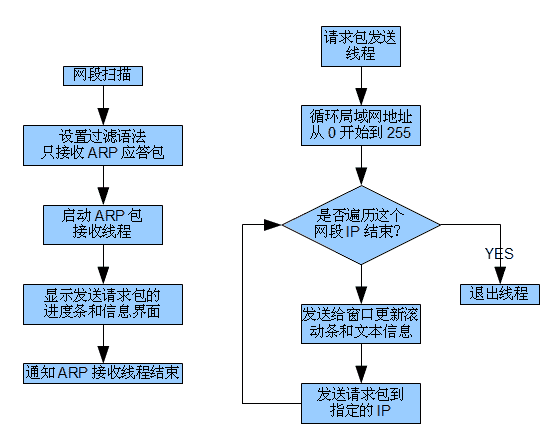 网段扫描
设置过滤语法
只接收 ARP 应答包
启动 ARP 包
接收线程
显示发送请求包的
进度条和信息界面
通知 ARP 接收线程结束
请求包发送
线程
循环局域网地址
从 0 开始到 255
是否遍历这个
网段 IP 结束?
YES
退出线程
发送给窗口更新滚
动条和文本信息
发送请求包到
指定的 IP